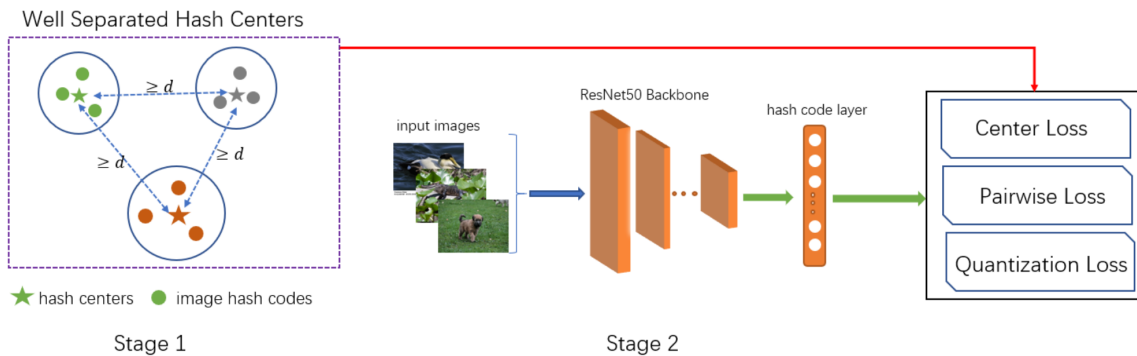 Well Separated Hash Centers
≥ d
≥ d
≥ d
hash centers
image hash codes
Stage 1
input images
ResNet50 Backbone
hash code layer
Center Loss
Pairwise Loss
Quantization Loss
Stage 2